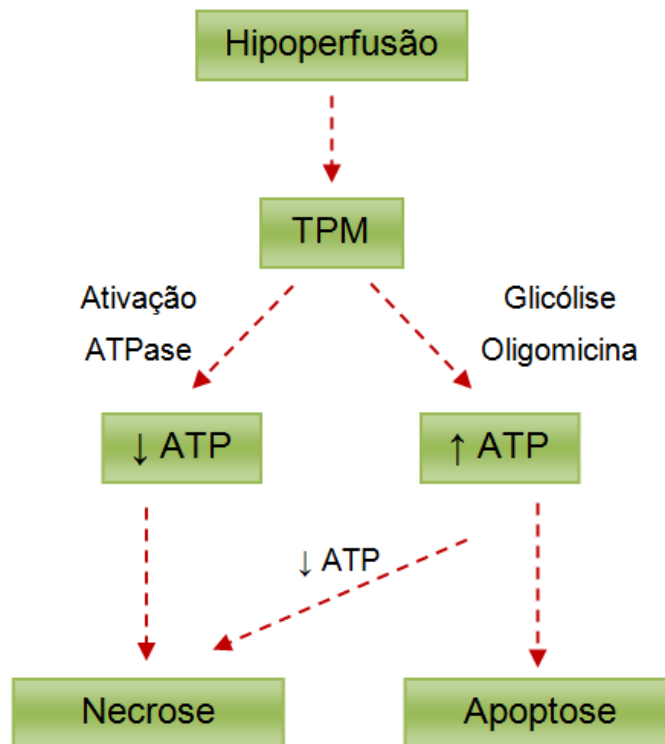 Hipoperfusão
TPM
Ativação
ATPase
Glicólise
Oligomicina
↓ ATP
↑ ATP
↓ ATP
Necrose
Apoptose